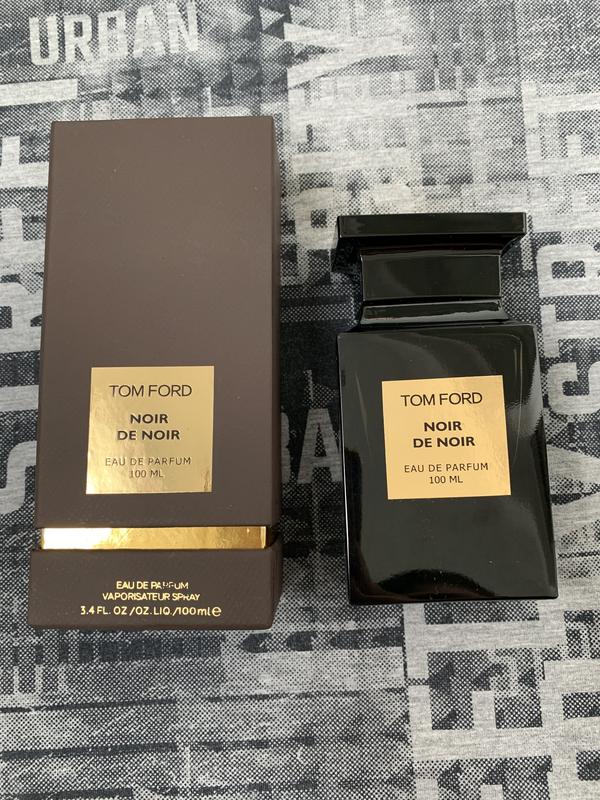 URBAN
TOM FORD
NOIR
DE NOIR
EAU DE PARFUM
100 ML
EAU DE PARFUM
VAPORISATEUR SPRAY
3.4 FL. OZ/OZ.LIQ./100ml e
TOM FORD
NOIR
DE NOIR
EAU DE PARFUM
100 ML